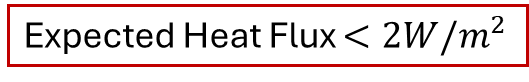 Expected Heat Flux < 2W/m²